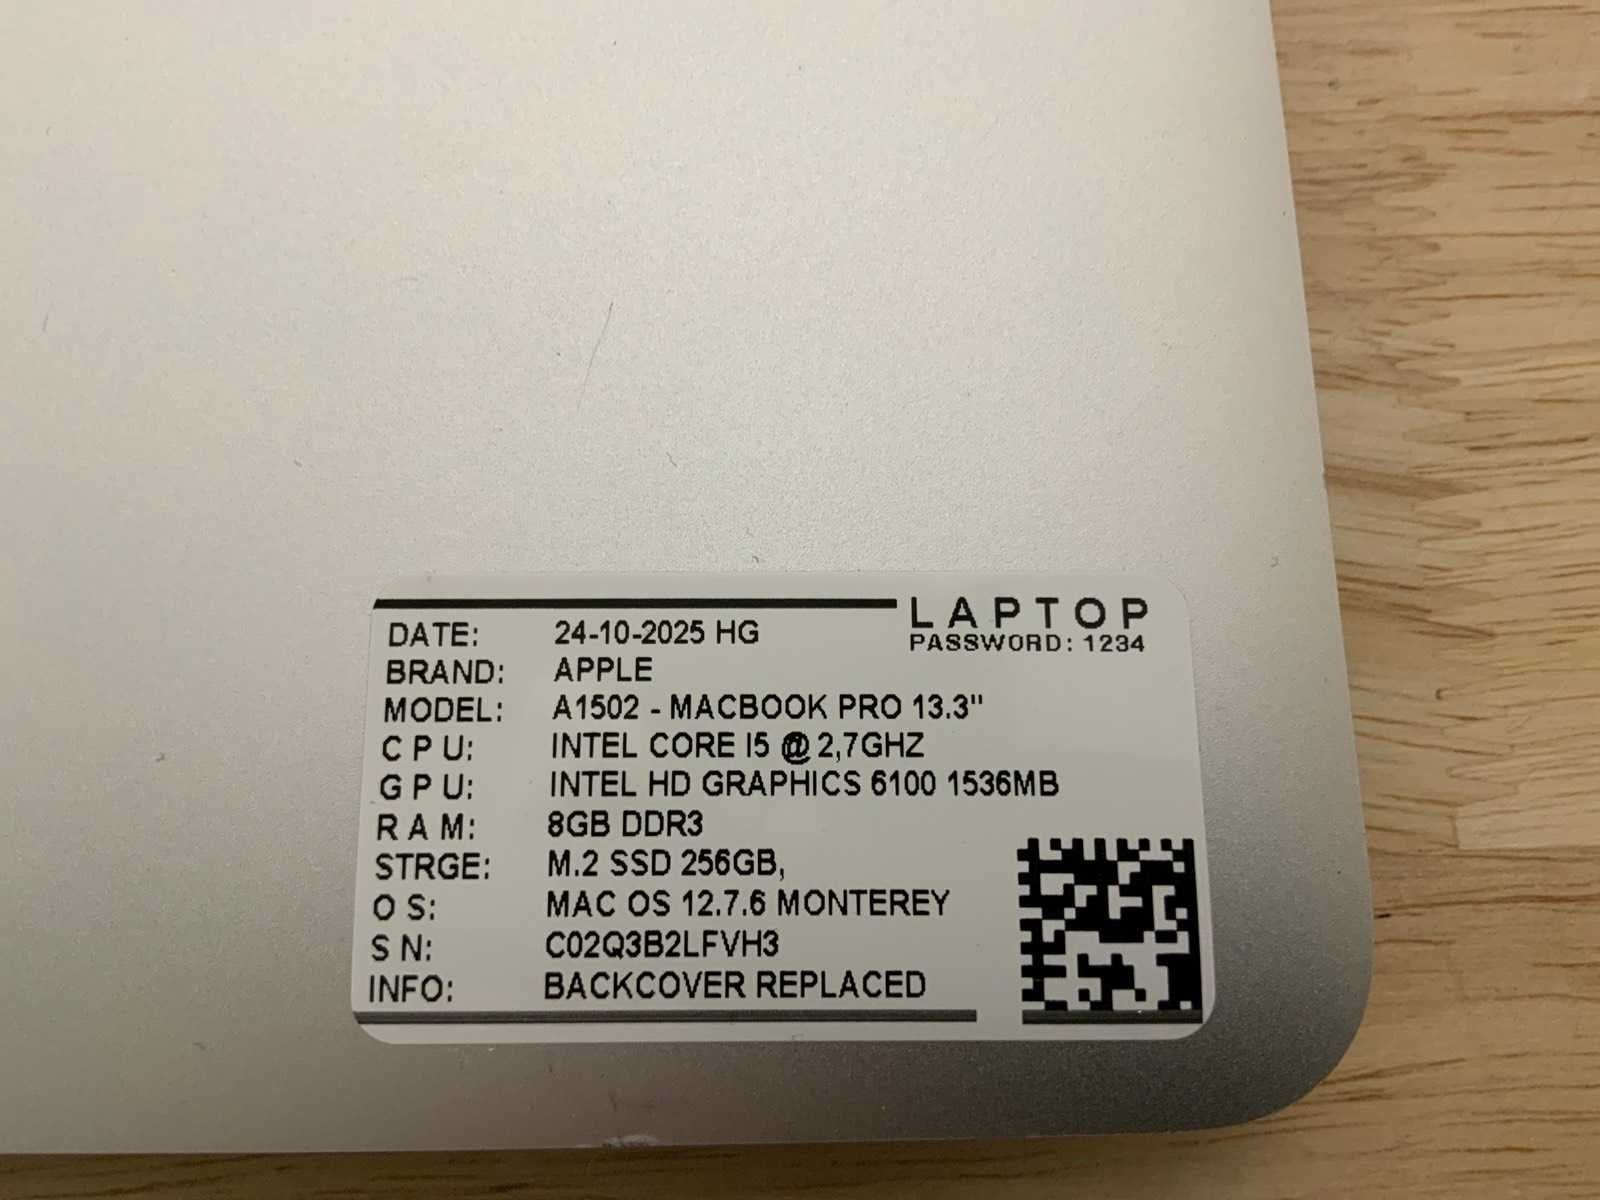 LAPTOP
PASSWORD: 1234
DATE: 24-10-2025 HG
BRAND: APPLE
MODEL: A1502 - MACBOOK PRO 13.3"
C P U: INTEL CORE I5 @ 2,7GHZ
G P U: INTEL HD GRAPHICS 6100 1536MB
R A M: 8GB DDR3
STRGE: M.2 SSD 256GB,
O S: MAC OS 12.7.6 MONTEREY
S N: C02Q3B2LFVH3
INFO: BACKCOVER REPLACED